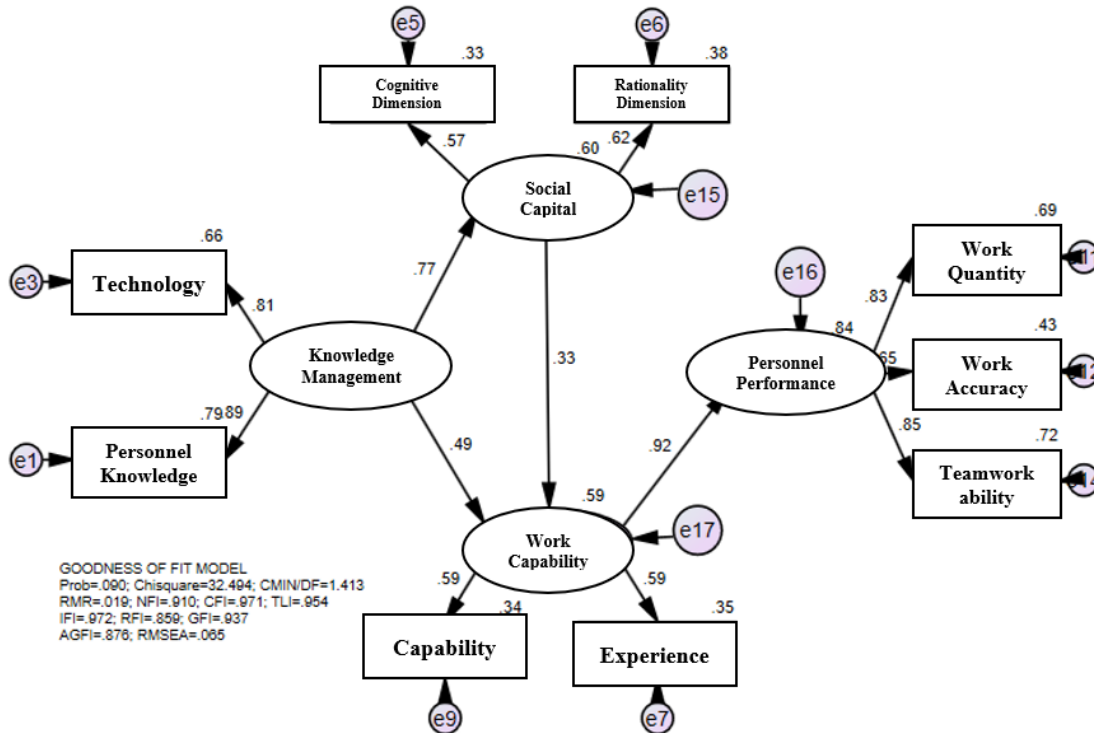 e5
e6
.33
.38
Cognitive
Dimension
Rationality
Dimension
.57
.60
.62
Social
Capital
e15
.69
.66
Work
Quantity
e3
Technology
.77
e16
.83
.81
.84
.43
Knowledge
Management
.33
Personnel
Performance
.65
Work
Accuracy
.79
.89
.85
.72
e1
Personnel
Knowledge
.49
.92
Teamwork
ability
.59
e17
Work
Capability
GOODNESS OF FIT MODEL
Prob=.090; Chisquare=32.494; CMIN/DF=1.413
RMR=.019; NFI=.910; CFI=.971; TLI=.954
IFI=.972; RFI=.859; GFI=.937
AGFI=.876; RMSEA=.065
.59
.59
.34
.35
Capability
Experience
e9
e7